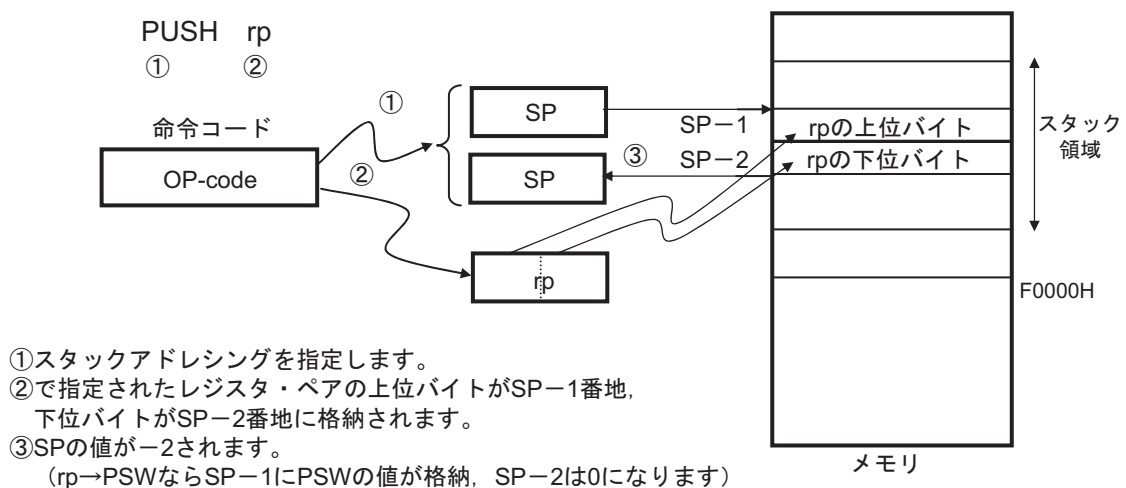 PUSH rp
① ②
命令コード
OP-code
①
②
SP
SP
rp
③
SP－1
SP－2
rpの上位バイト
rpの下位バイト
スタック
領域
F0000H
メモリ
①スタックアドレシングを指定します。
②で指定されたレジスタ・ペアの上位バイトがSP－1番地,
下位バイトがSP－2番地に格納されます。
③SPの値が－2されます。
（rp→PSWならSP－1にPSWの値が格納, SP－2は0になります）